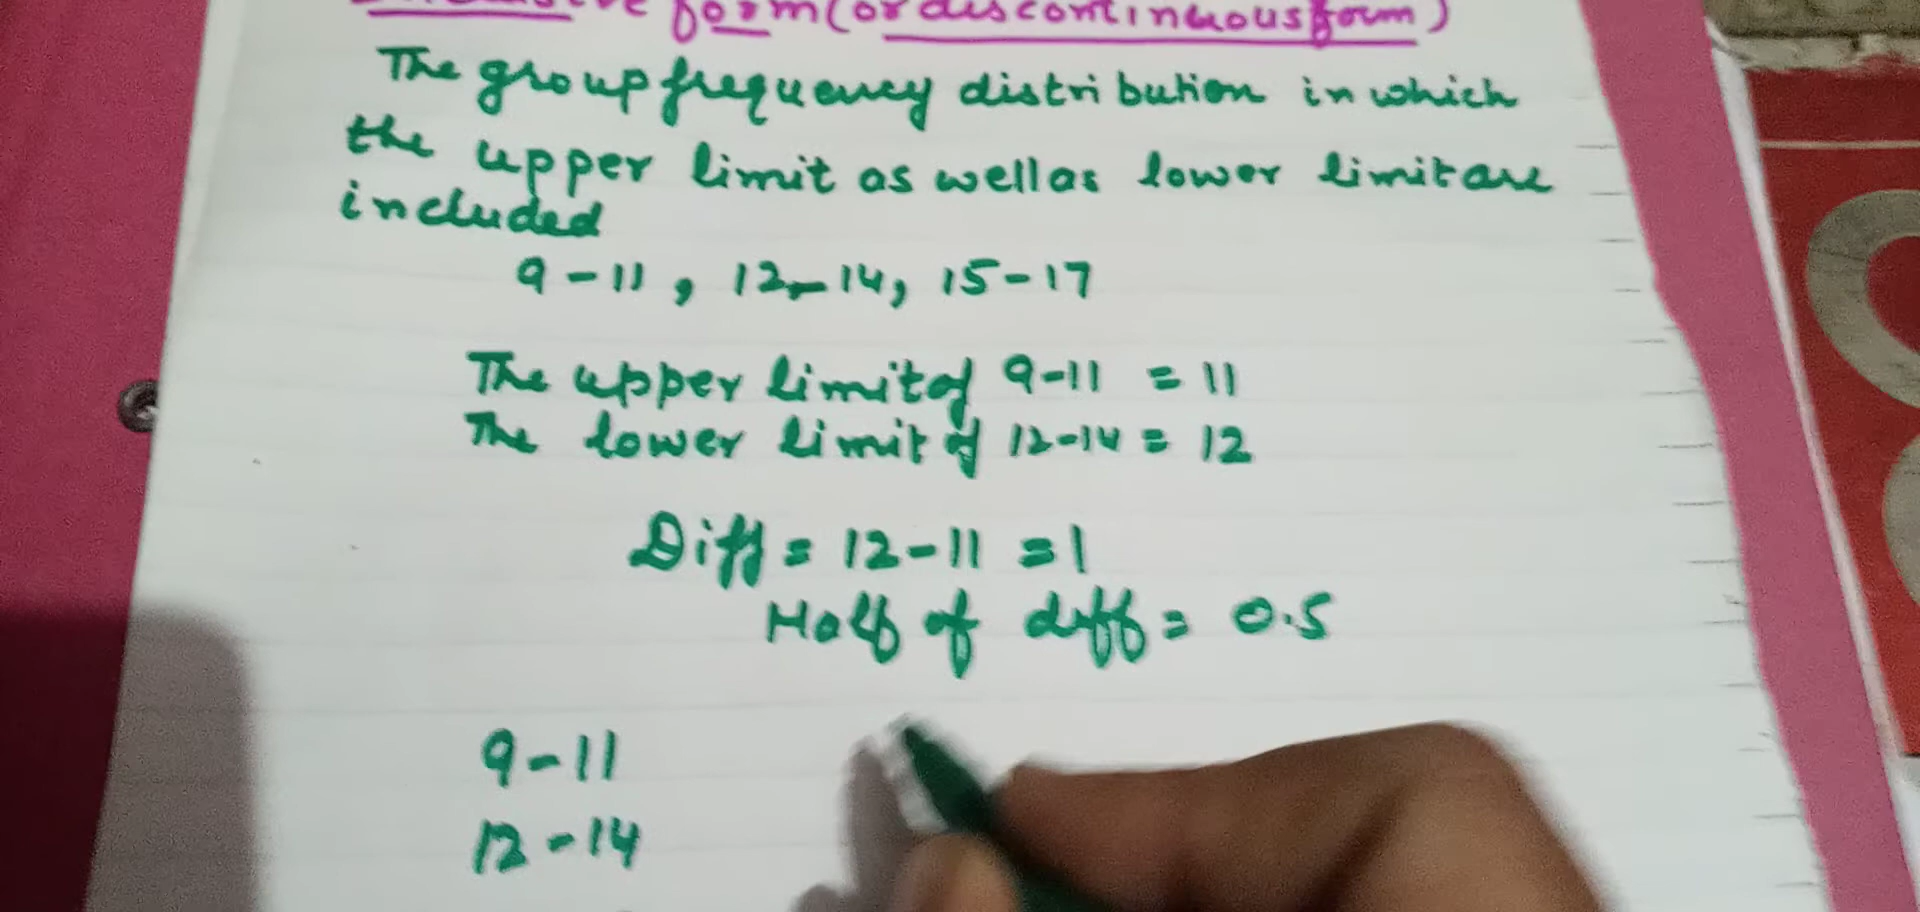 form (or discontinuous form)
The group frequency distribution in which
the upper limit as well as lower limit are
included
9-11, 12-14, 15-17
The upper limit of 9-11 = 11
The lower limit of 12-14 = 12
Diff = 12-11 = 1
Half of diff = 0.5
9-11
12-14